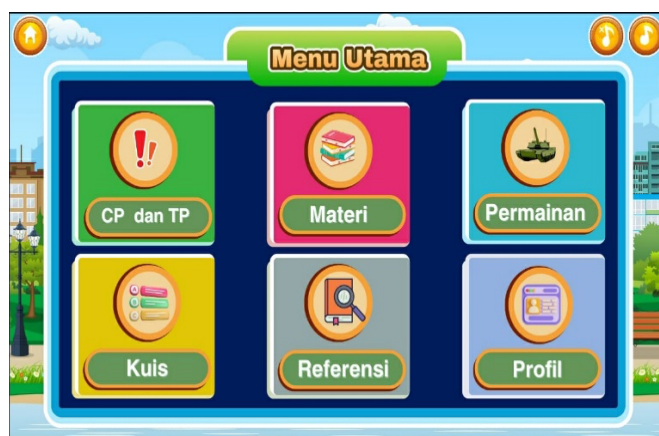 Menu Utama
CP dan TP
Materi
Permainan
Kuis
Referensi
Profil